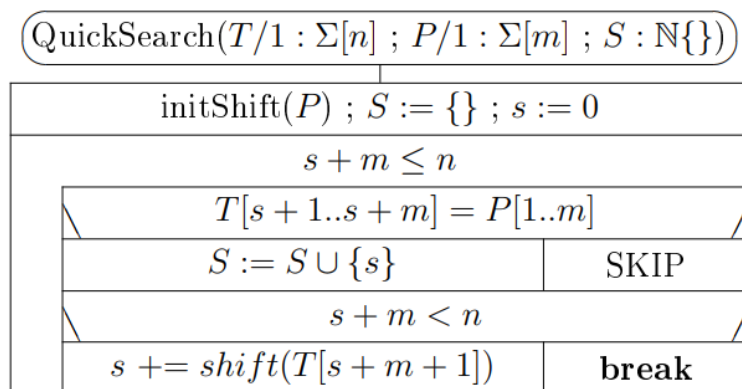 QuickSearch(T/1 : Σ[n] ; P/1 : Σ[m] ; S : ℕ{})
initShift(P) ; S := {} ; s := 0
s + m ≤ n
T[s + 1..s + m] = P[1..m]
S := S ∪ {s} SKIP
s + m < n
s += shift(T[s + m + 1]) break